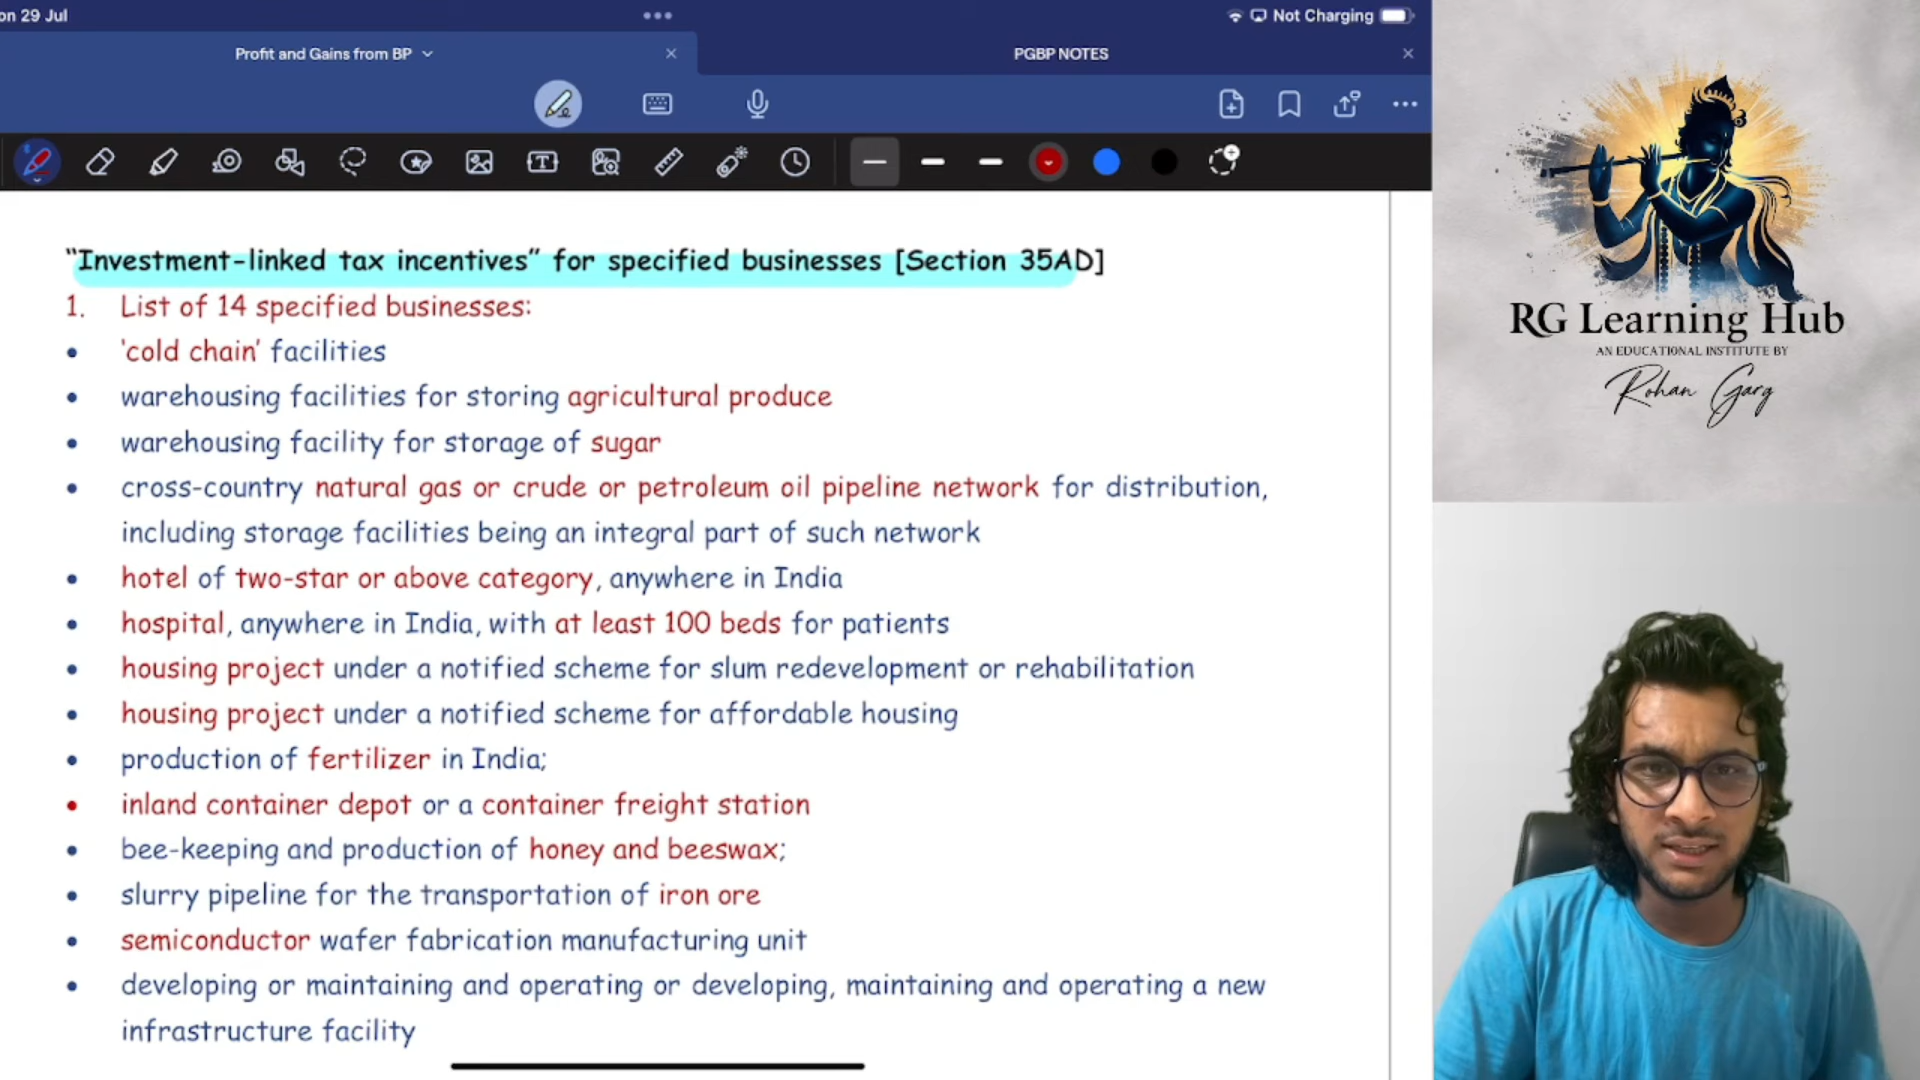 on 29 Jul
Not Charging
Profit and Gains from BP
PGBP NOTES
"Investment-linked tax incentives" for specified businesses [Section 35AD]
1. List of 14 specified businesses:
• 'cold chain' facilities
• warehousing facilities for storing agricultural produce
• warehousing facility for storage of sugar
• cross-country natural gas or crude or petroleum oil pipeline network for distribution,
including storage facilities being an integral part of such network
• hotel of two-star or above category, anywhere in India
• hospital, anywhere in India, with at least 100 beds for patients
• housing project under a notified scheme for slum redevelopment or rehabilitation
• housing project under a notified scheme for affordable housing
• production of fertilizer in India;
• inland container depot or a container freight station
• bee-keeping and production of honey and beeswax;
• slurry pipeline for the transportation of iron ore
• semiconductor wafer fabrication manufacturing unit
• developing or maintaining and operating or developing, maintaining and operating a new
infrastructure facility
RG Learning Hub
AN EDUCATIONAL INSTITUTE BY
Rohan Garg